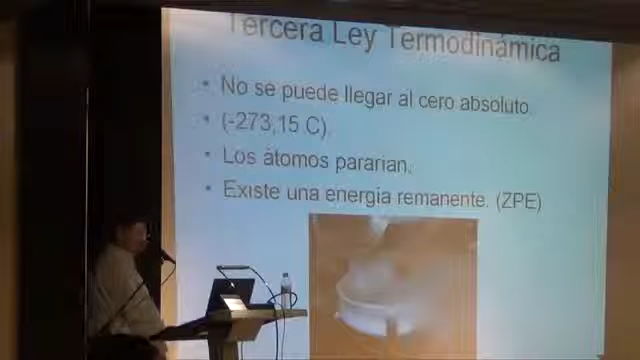 Tercera Ley Termodinámica
No se puede llegar al cero absoluto.
(-273,15 C).
Los átomos pararian.
Existe una energía remanente. (ZPE)